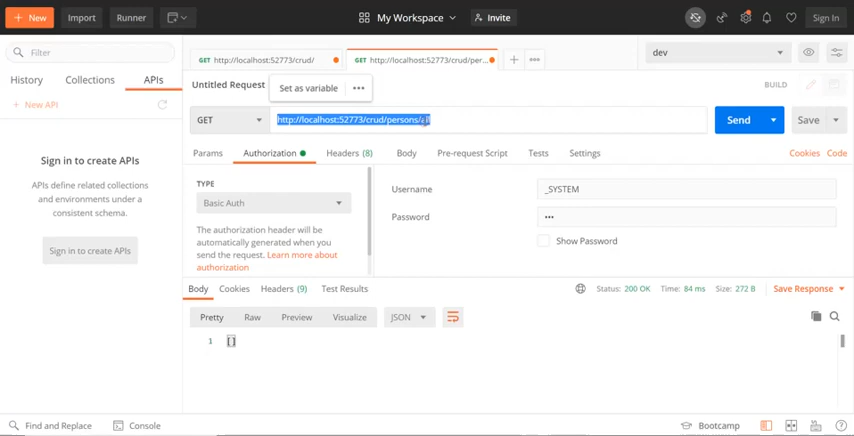 + New Import Runner My Workspace Invite Sign In
Filter
History Collections APIs
+ New API
Sign in to create APIs
APIs define related collections
and environments under a
consistent schema.
Sign in to create APIs
GET http://localhost:52773/crud/ GET http://localhost:52773/crud/per... + ••• dev
Untitled Request Set as variable ••• BUILD
GET http://localhost:52773/crud/persons/all Send Save
Params Authorization Headers (8) Body Pre-request Script Tests Settings Cookies Code
TYPE
Basic Auth
The authorization header will be
automatically generated when you
send the request. Learn more about
authorization
Username _SYSTEM
Password •••
Show Password
Body Cookies Headers (9) Test Results Status: 200 OK Time: 84 ms Size: 272 B Save Response
Pretty Raw Preview Visualize JSON
1 []
Find and Replace Console Bootcamp